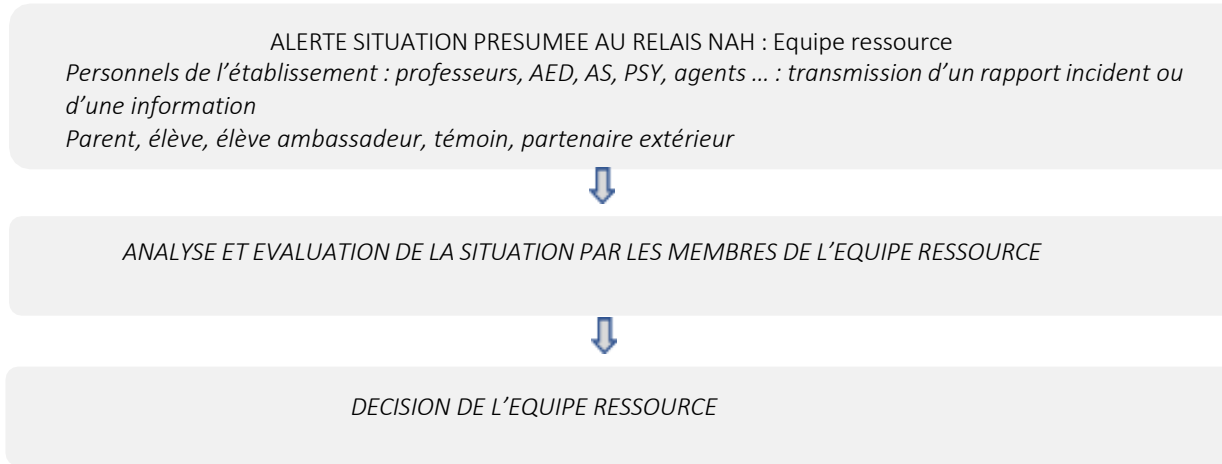 ALERTE SITUATION PRESUMEE AU RELAIS NAH : Equipe ressource
Personnels de l’établissement : professeurs, AED, AS, PSY, agents … : transmission d’un rapport incident ou
d’une information
Parent, élève, élève ambassadeur, témoin, partenaire extérieur
ANALYSE ET EVALUATION DE LA SITUATION PAR LES MEMBRES DE L’EQUIPE RESSOURCE
DECISION DE L’EQUIPE RESSOURCE